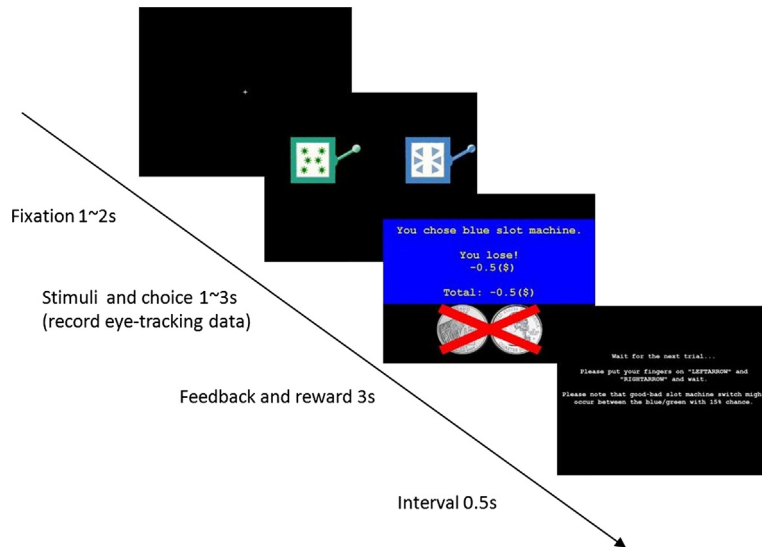 Fixation 1~2s
Stimuli and choice 1~3s
(record eye-tracking data)
You chose blue slot machine.
You lose!
-0.5($)
Total: -0.5($)
Feedback and reward 3s
Wait for the next trial...
Please put your fingers on "LEFTARROW" and
"RIGHTARROW" and wait.
Please note that good-bad slot machine switch migh
occur between the blue/green with 15% chance.
Interval 0.5s